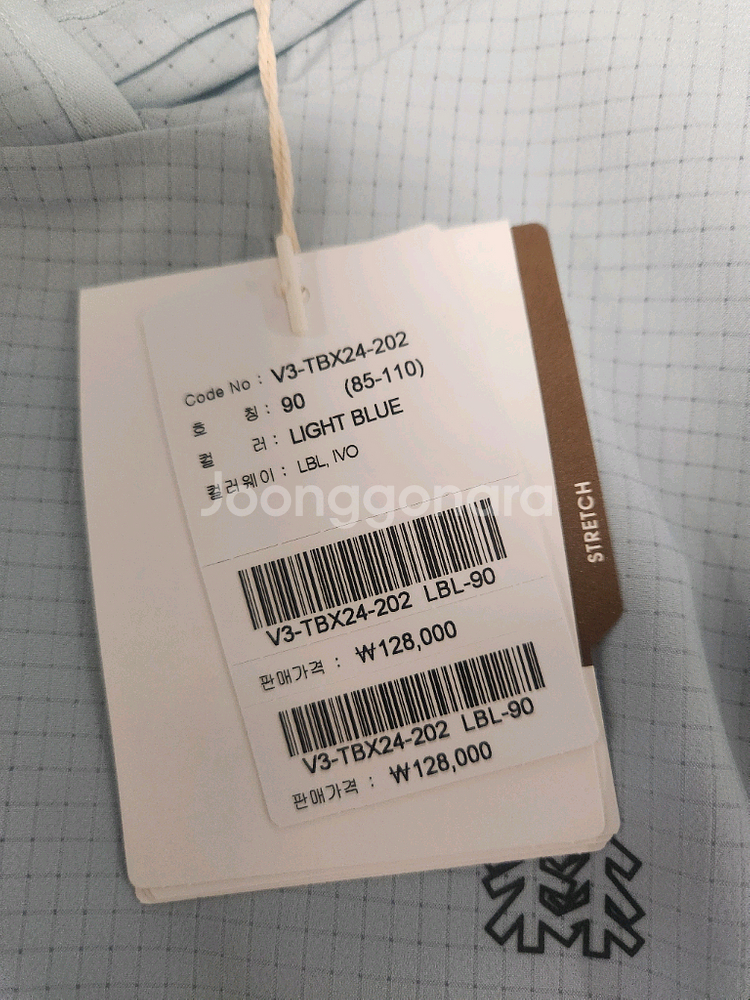 Code No : V3-TBX24-202
호 칭 : 90 (85-110)
컬 러 : LIGHT BLUE
컬러웨이 : LBL, IVO
Joonggonara
STRETCH
V3-TBX24-202 LBL-90
판매가격 : ₩128,000
V3-TBX24-202 LBL-90
판매가격 : ₩128,000